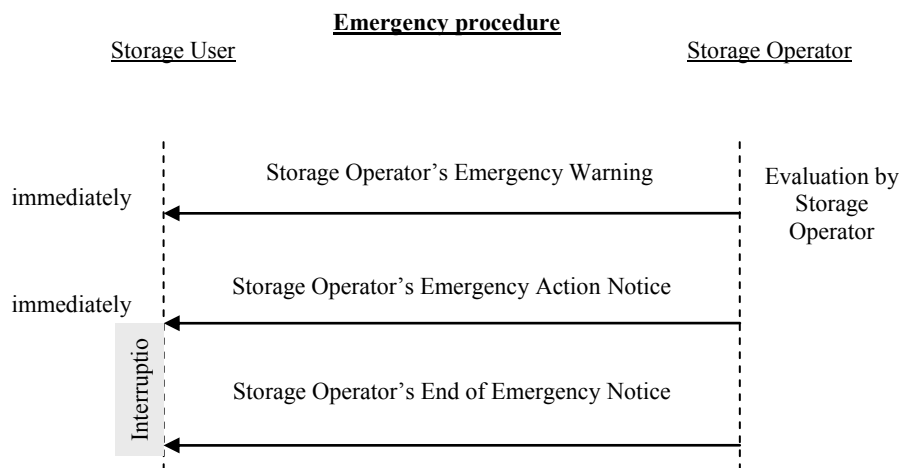 Emergency procedure
Storage User
Storage Operator
Storage Operator’s Emergency Warning
immediately
Evaluation by
Storage
Operator
Storage Operator’s Emergency Action Notice
immediately
Interruptio
Storage Operator’s End of Emergency Notice